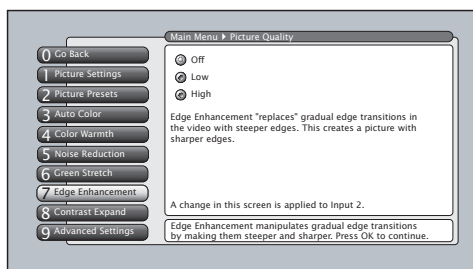 Main Menu ▶ Picture Quality
0 Go Back
1 Picture Settings
2 Picture Presets
3 Auto Color
4 Color Warmth
5 Noise Reduction
6 Green Stretch
7 Edge Enhancement
8 Contrast Expand
9 Advanced Settings
Off
Low
High
Edge Enhancement "replaces" gradual edge transitions in
the video with steeper edges. This creates a picture with
sharper edges.
A change in this screen is applied to Input 2.
Edge Enhancement manipulates gradual edge transitions
by making them steeper and sharper. Press OK to continue.